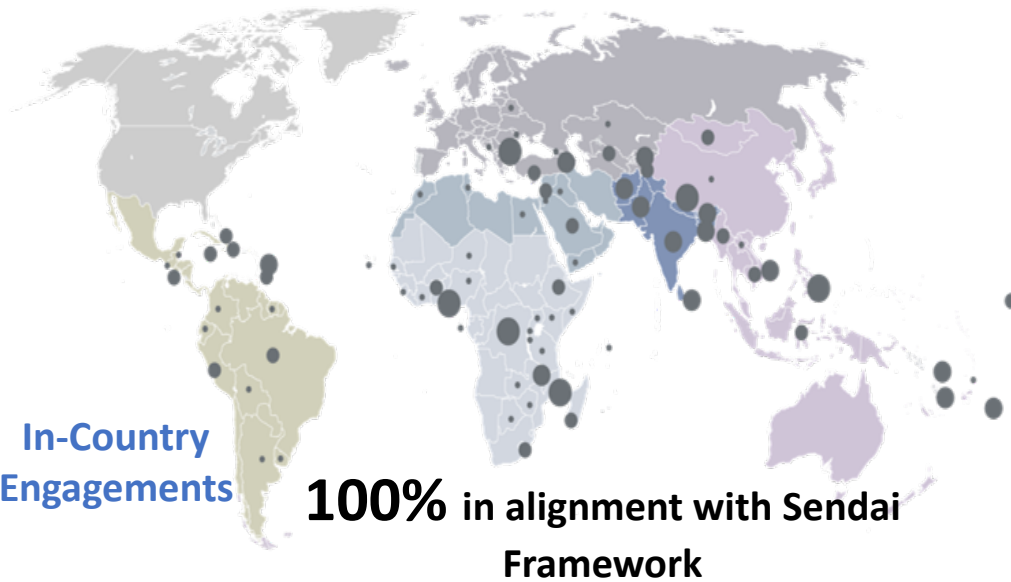 In-Country
Engagements
100% in alignment with Sendai
Framework